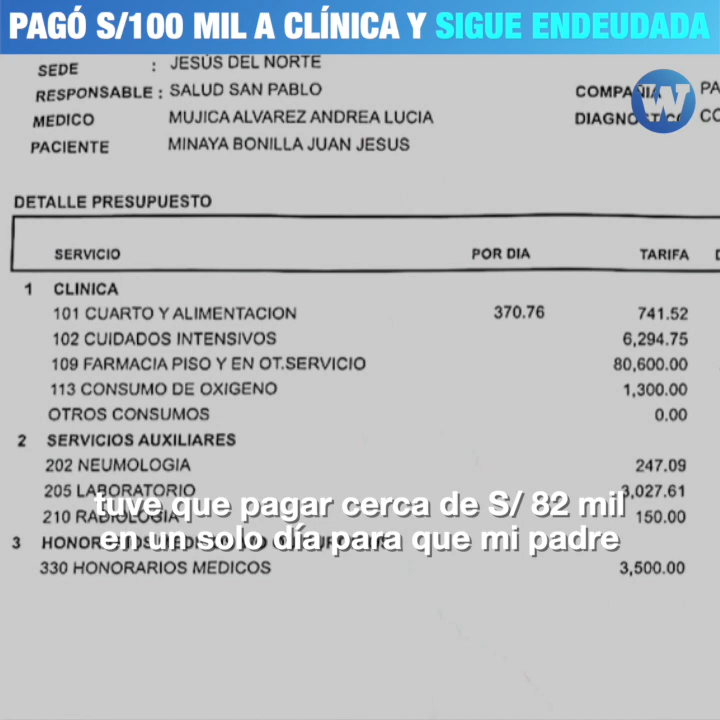 PAGÓ S/100 MIL A CLÍNICA Y SIGUE ENDEUDADA
SEDE : JESÚS DEL NORTE
RESPONSABLE : SALUD SAN PABLO
COMPAÑIA PA
W
MEDICO MUJICA ALVAREZ ANDREA LUCIA
DIAGNOSTICO CO
PACIENTE MINAYA BONILLA JUAN JESUS
DETALLE PRESUPUESTO
SERVICIO POR DIA TARIFA D
1 CLINICA
101 CUARTO Y ALIMENTACION 370.76 741.52
102 CUIDADOS INTENSIVOS 6,294.75
109 FARMACIA PISO Y EN OT.SERVICIO 80,600.00
113 CONSUMO DE OXIGENO 1,300.00
OTROS CONSUMOS 0.00
2 SERVICIOS AUXILIARES
202 NEUMOLOGIA 247.09
205 LABORATORIO 3,027.61
tuve que pagar cerca de S/ 82 mil
210 RADIOLOGIA 150.00
en un solo día para que mi padre
3
330 HONORARIOS MEDICOS 3,500.00